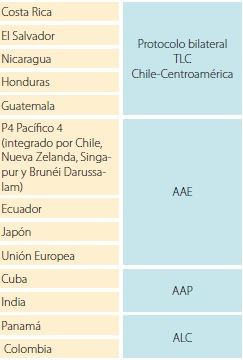 Costa Rica
El Salvador
Nicaragua
Honduras
Guatemala
Protocolo bilateral
TLC
Chile-Centroamérica
P4 Pacífico 4
(integrado por Chile,
Nueva Zelanda, Singa-
pur y Brunéi Darussa-
lam)
Ecuador
Japón
Unión Europea
AAE
Cuba
India
AAP
Panamá
Colombia
ALC